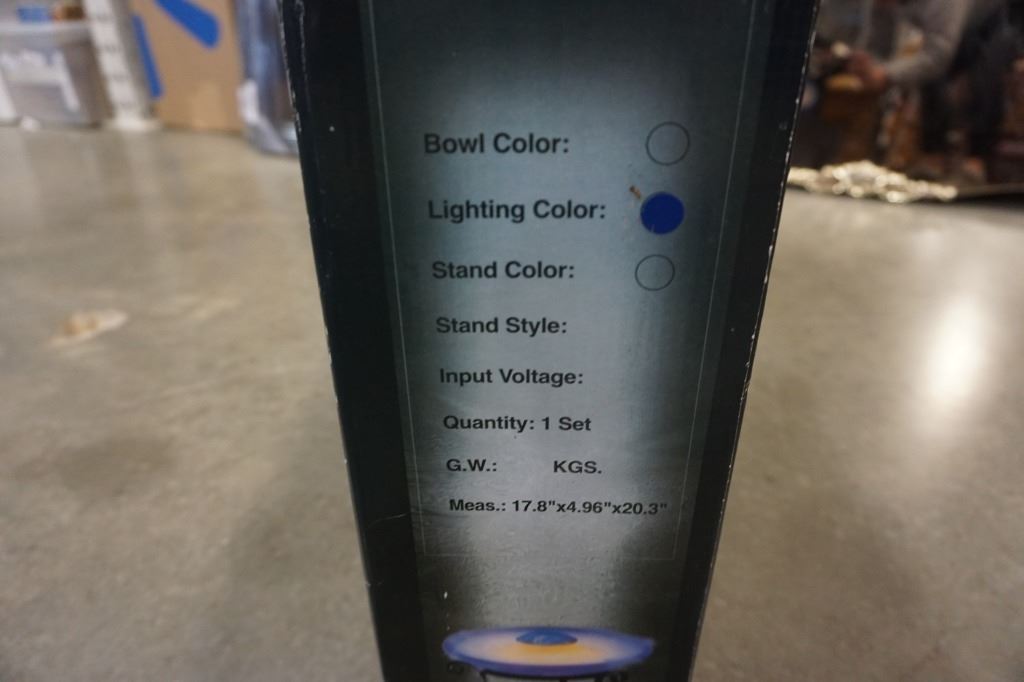 Bowl Color:
Lighting Color:
Stand Color:
Stand Style:
Input Voltage:
Quantity: 1 Set
G.W.: KGS.
Meas.: 17.8"x4.96"x20.3"